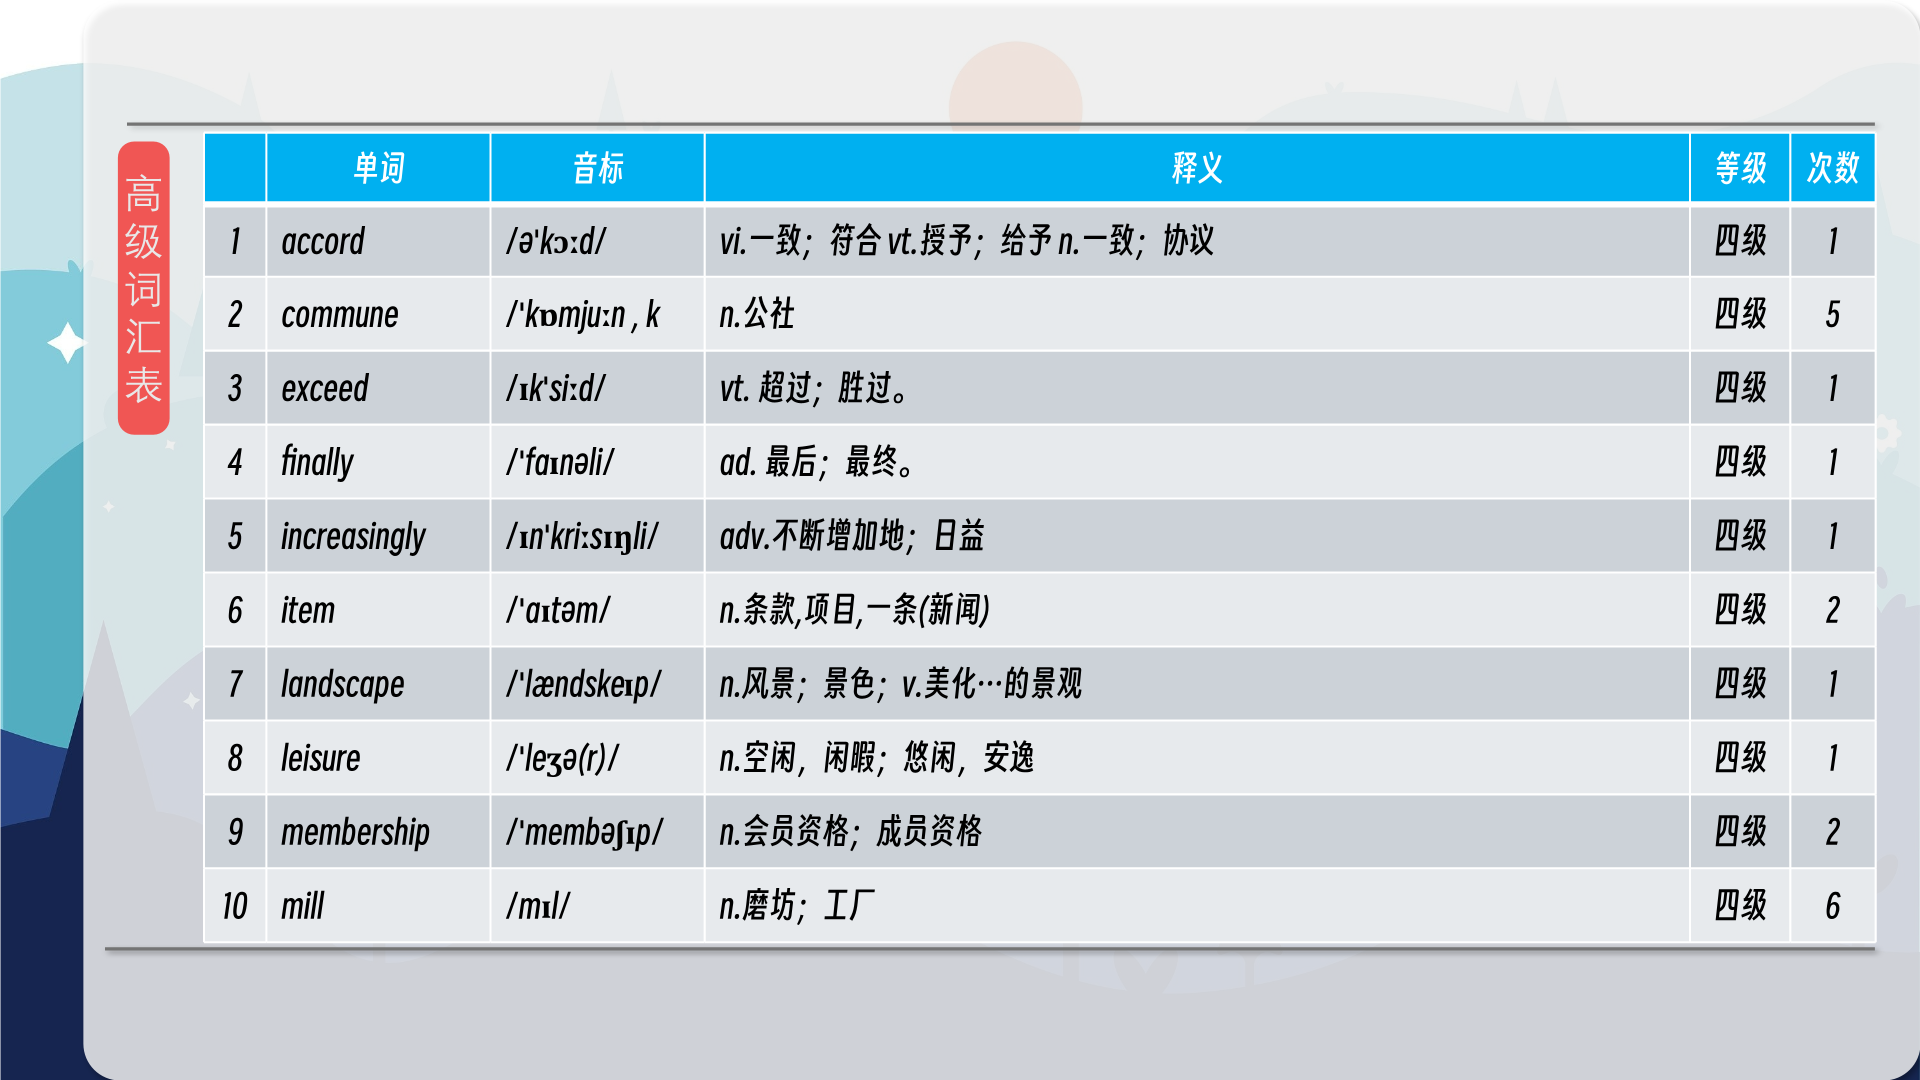 高级词汇表
单词 音标 释义 等级 次数
1 accord /ə'kɔːd/ vi.一致；符合 vt.授予；给予 n.一致；协议 四级 1
2 commune /'kɒmjuːn , k n.公社 四级 5
3 exceed /ɪk'siːd/ vt. 超过；胜过。 四级 1
4 finally /'faɪnəli/ ad. 最后；最终。 四级 1
5 increasingly /ɪn'kriːsɪŋli/ adv.不断增加地；日益 四级 1
6 item /'aɪtəm/ n.条款,项目,一条(新闻) 四级 2
7 landscape /'lændskeɪp/ n.风景；景色；v.美化…的景观 四级 1
8 leisure /'leʒə(r)/ n.空闲，闲暇；悠闲，安逸 四级 1
9 membership /'membəʃɪp/ n.会员资格；成员资格 四级 2
10 mill /mɪl/ n.磨坊；工厂 四级 6